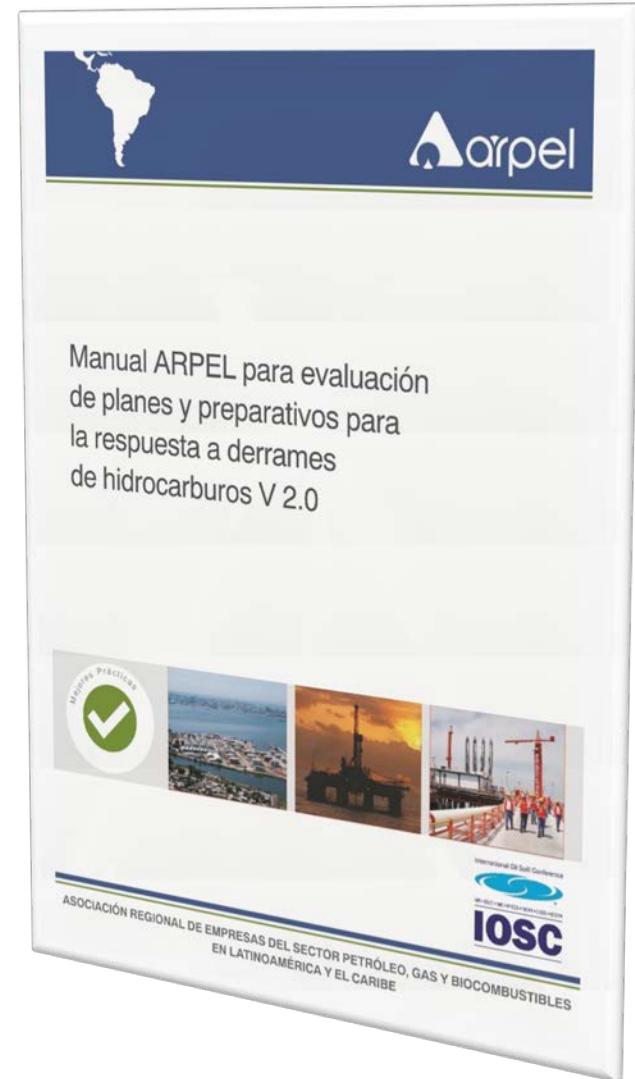 arpel
Manual ARPEL para evaluación
de planes y preparativos para
la respuesta a derrames
de hidrocarburos V 2.0
Mejores Prácticas
International Oil Spill Conference
IOSC
ASOCIACIÓN REGIONAL DE EMPRESAS DEL SECTOR PETRÓLEO, GAS Y BIOCOMBUSTIBLES
EN LATINOAMÉRICA Y EL CARIBE